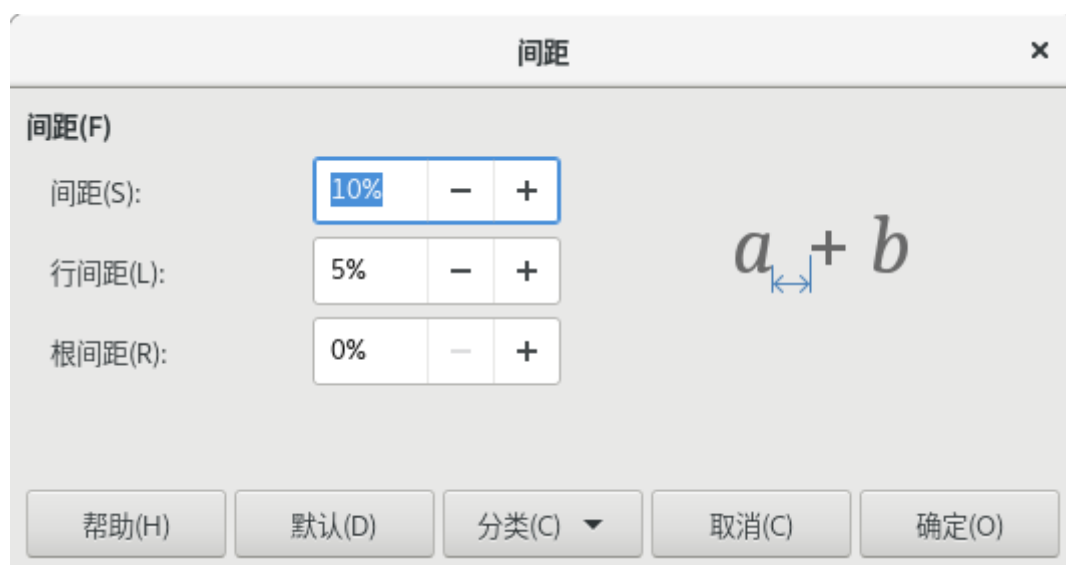 间距
间距(F)
间距(S): 10%
行间距(L): 5%
根间距(R): 0%
a + b
帮助(H) 默认(D) 分类(C) 取消(C) 确定(O)